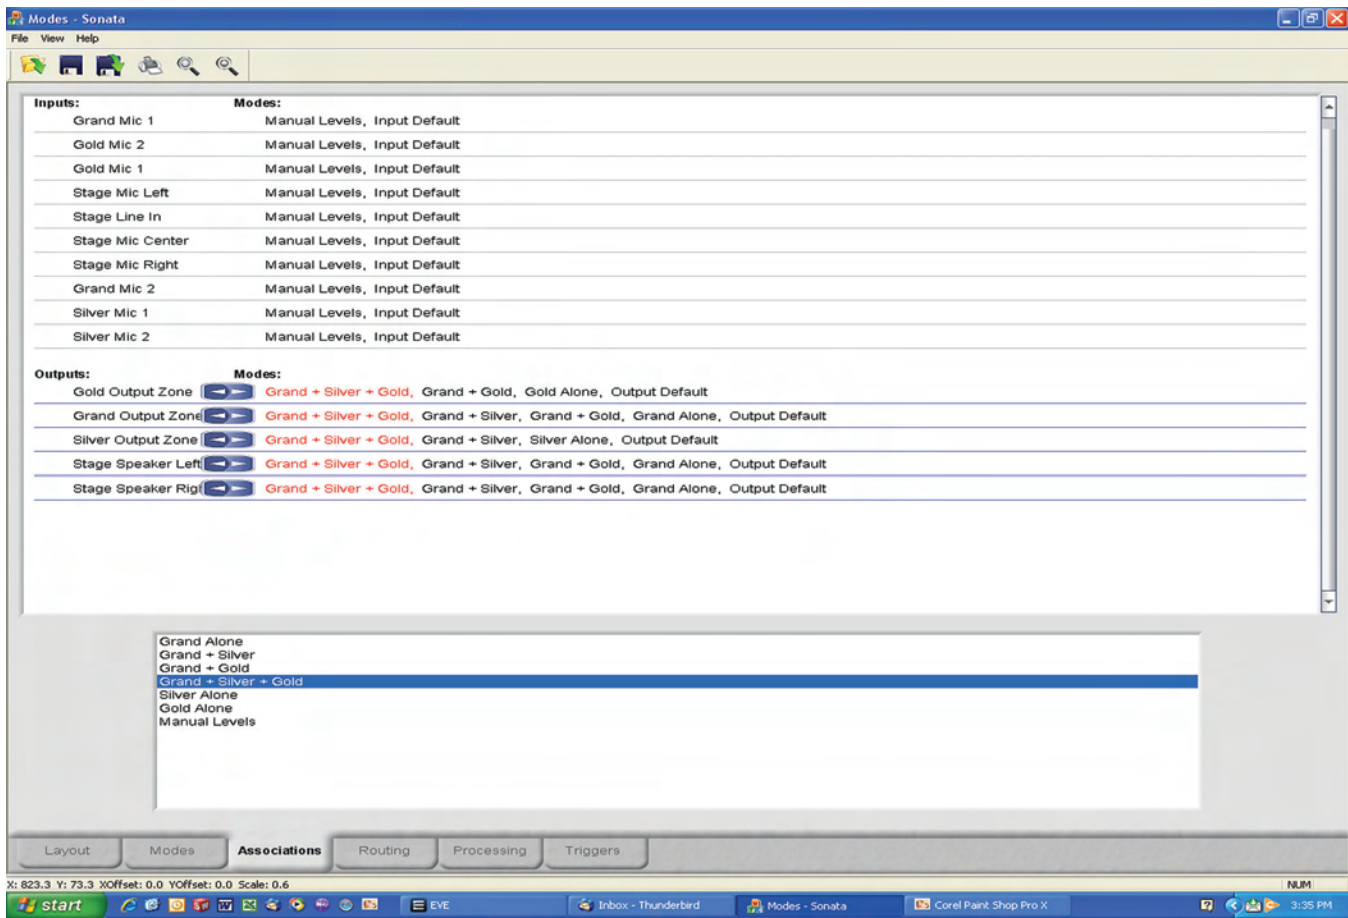 Modes - Sonata
File View Help
Inputs: Modes:
Grand Mic 1 Manual Levels, Input Default
Gold Mic 2 Manual Levels, Input Default
Gold Mic 1 Manual Levels, Input Default
Stage Mic Left Manual Levels, Input Default
Stage Line In Manual Levels, Input Default
Stage Mic Center Manual Levels, Input Default
Stage Mic Right Manual Levels, Input Default
Grand Mic 2 Manual Levels, Input Default
Silver Mic 1 Manual Levels, Input Default
Silver Mic 2 Manual Levels, Input Default
Outputs: Modes:
Gold Output Zone Grand + Silver + Gold, Grand + Gold, Gold Alone, Output Default
Grand Output Zone Grand + Silver + Gold, Grand + Silver, Grand + Gold, Grand Alone, Output Default
Silver Output Zone Grand + Silver + Gold, Grand + Silver, Silver Alone, Output Default
Stage Speaker Left Grand + Silver + Gold, Grand + Silver, Grand + Gold, Grand Alone, Output Default
Stage Speaker Rig Grand + Silver + Gold, Grand + Silver, Grand + Gold, Grand Alone, Output Default
Grand Alone
Grand + Silver
Grand + Gold
Grand + Silver + Gold
Silver Alone
Gold Alone
Manual Levels
Layout Modes Associations Routing Processing Triggers
X: 823.3 Y: 73.3 XOffset: 0.0 YOffset: 0.0 Scale: 0.6 NUM
start EVE Inbox - Thunderbird Modes - Sonata Corel Paint Shop Pro X 3:35 PM